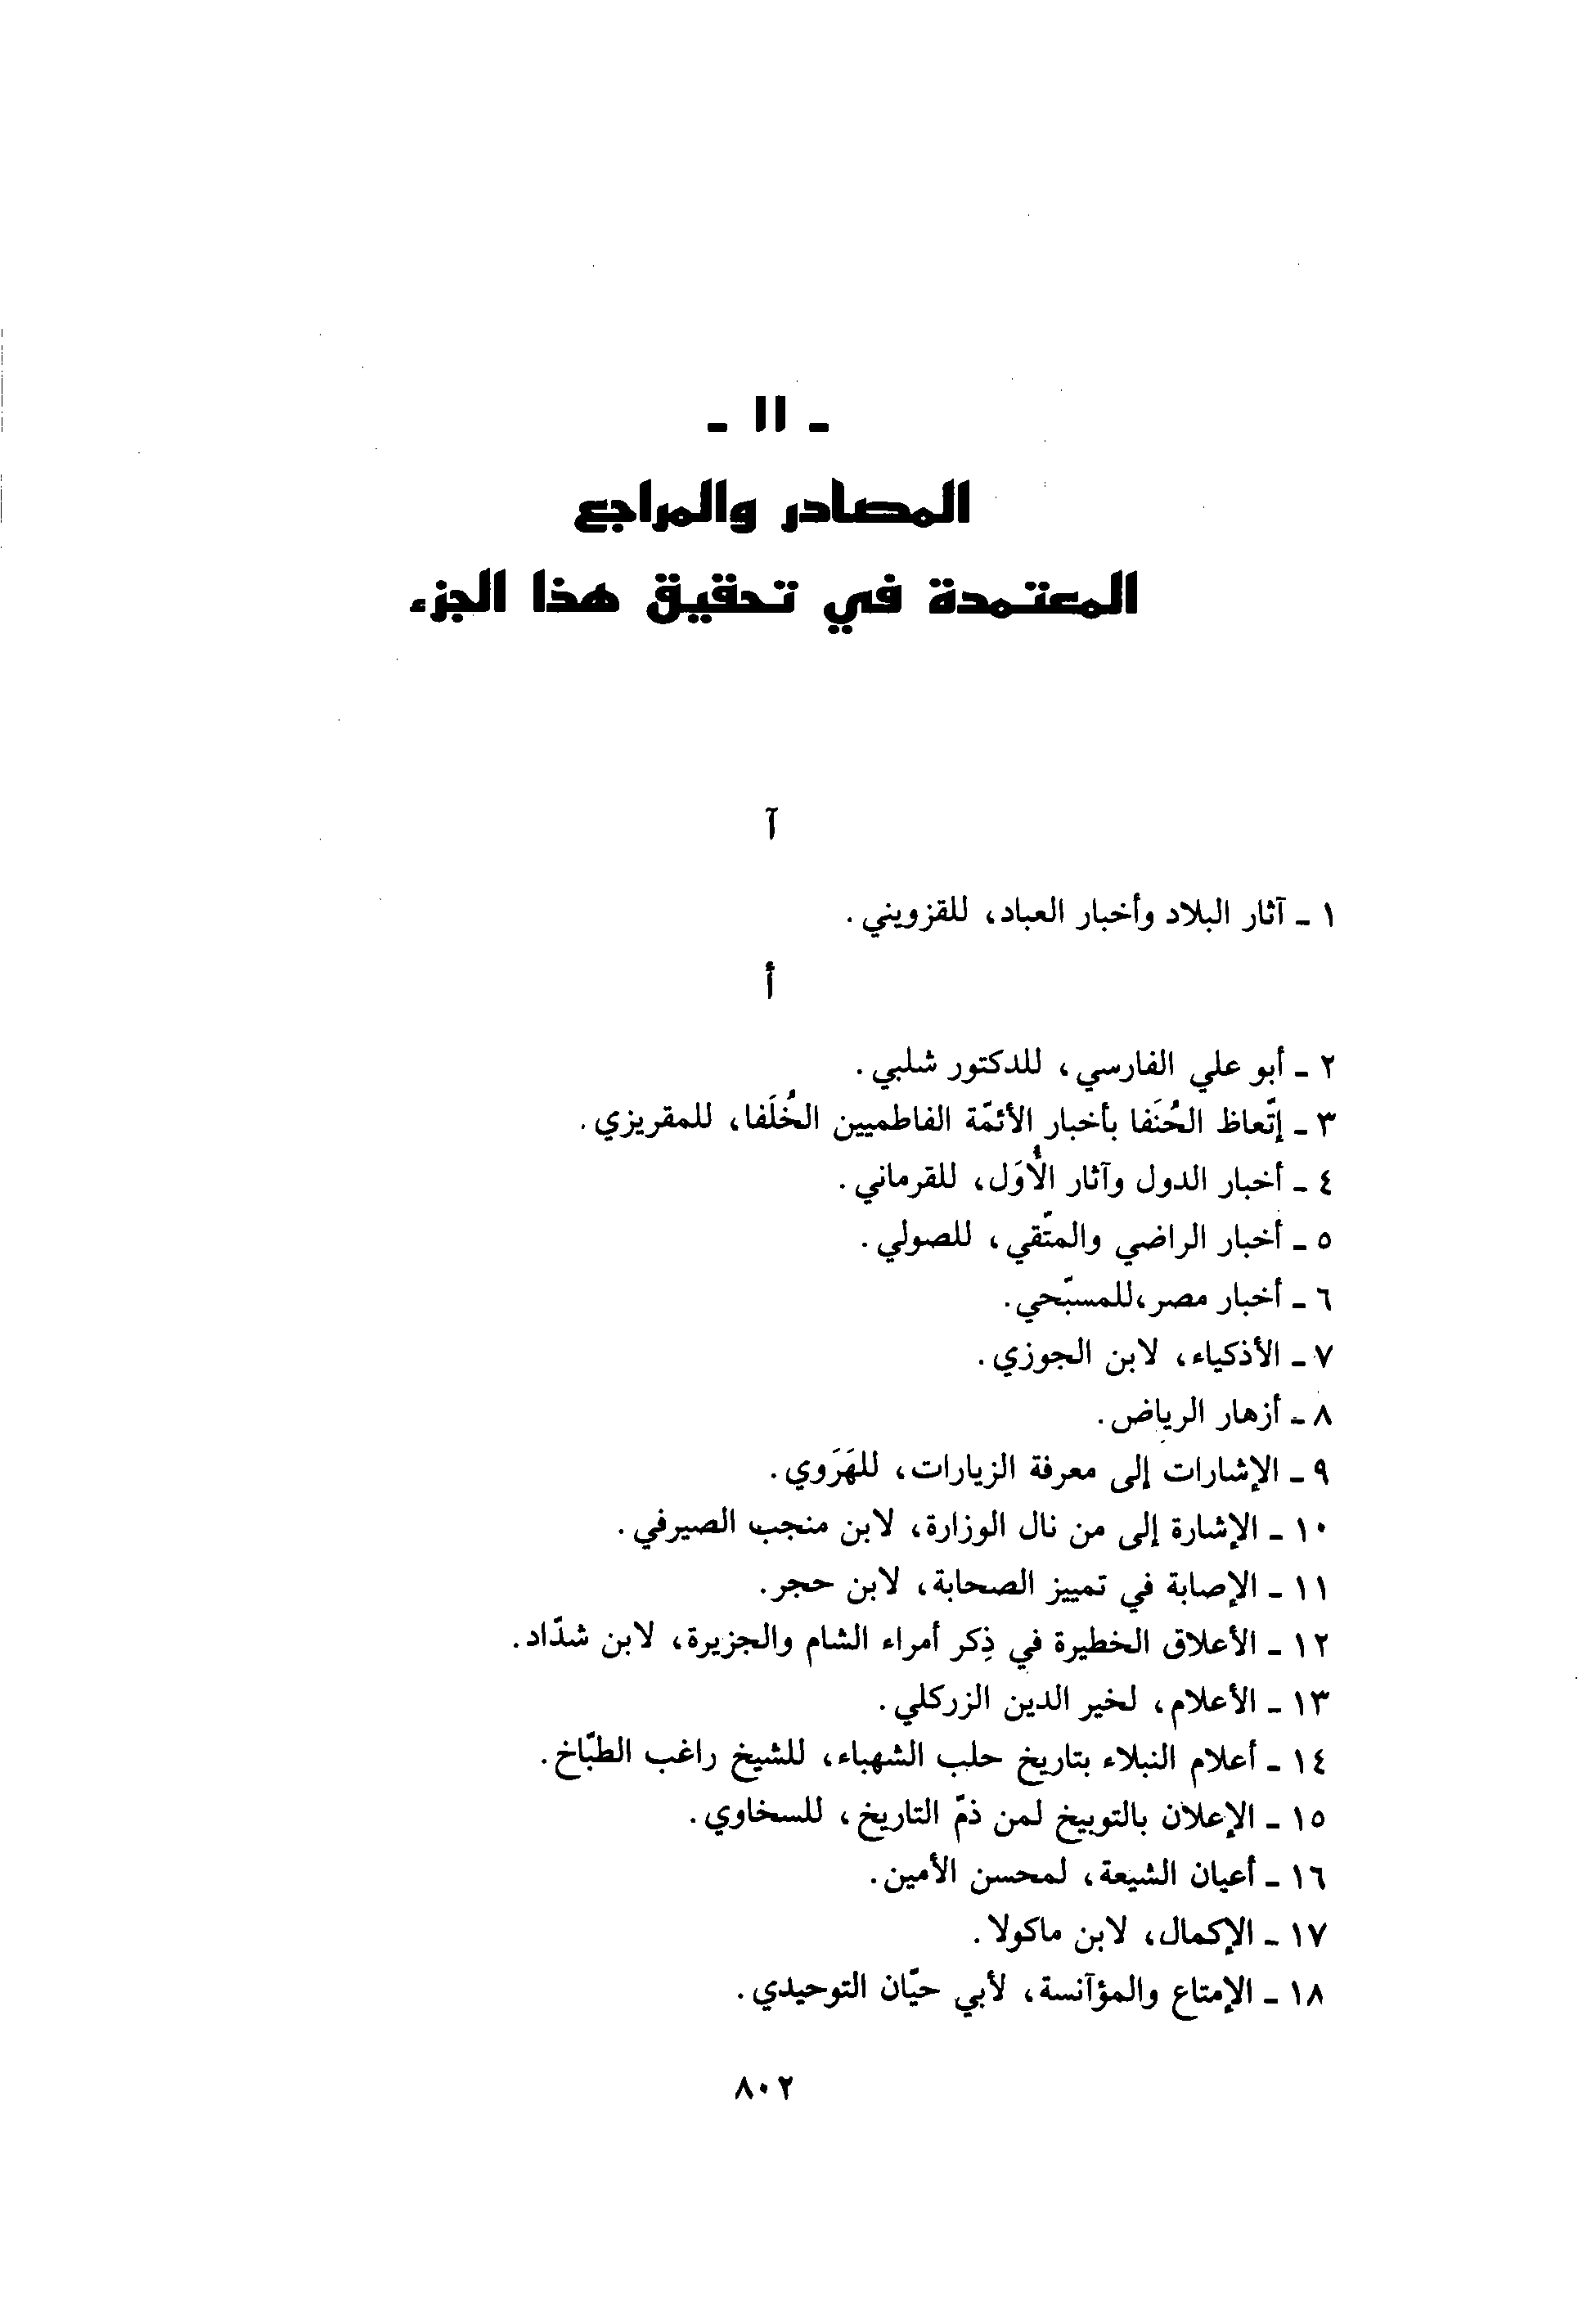 - ١١ -
المصادر والمراجع
المعتمدة في تحقيق هذا الجزء
آ
١ - آثار البلاد وأخبار العباد، للقزويني.
أ
٢ - أبو علي الفارسي، للدكتور شلبي.
٣ - إتّعاظ الحُنَفا بأخبار الأئمّة الفاطميين الخُلَفا، للمقريزي.
٤ - أخبار الدول وآثار الأُوَل، للقرماني.
٥ - أخبار الراضي والمتّقي، للصولي.
٦ - أخبار مصر،للمسبّحي.
٧ - الأذكياء، لابن الجوزي.
٨ - أزهار الرياض.
٩ - الإشارات إلى معرفة الزيارات، للهَرَوي.
١٠ - الإشارة إلى من نال الوزارة، لابن منجب الصيرفي.
١١ - الإصابة في تمييز الصحابة، لابن حجر.
١٢ - الأعلاق الخطيرة في ذِكر أمراء الشام والجزيرة، لابن شدّاد.
١٣ - الأعلام، لخير الدين الزركلي.
١٤ - أعلام النبلاء بتاريخ حلب الشهباء، للشيخ راغب الطبّاخ.
١٥ - الإعلان بالتوبيخ لمن ذمّ التاريخ، للسخاوي.
١٦ - أعيان الشيعة، لمحسن الأمين.
١٧ - الإكمال، لابن ماكولا.
١٨ - الإمتاع والمؤآنسة، لأبي حيّان التوحيدي.
٨٠٢